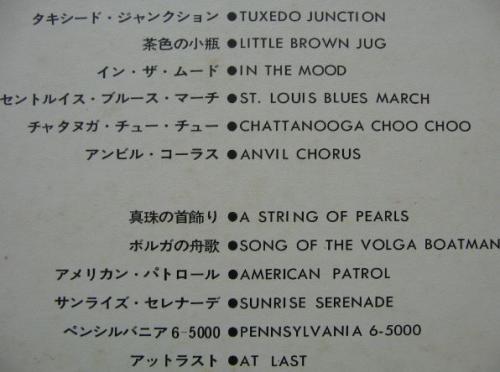 タキシード・ジャンクション ●TUXEDO JUNCTION
茶色の小瓶 ●LITTLE BROWN JUG
イン・ザ・ムード ●IN THE MOOD
セントルイス・ブルース・マーチ ●ST. LOUIS BLUES MARCH
チャタヌガ・チュー・チュー ●CHATTANOOGA CHOO CHOO
アンビル・コーラス ●ANVIL CHORUS
真珠の首飾り ●A STRING OF PEARLS
ボルガの舟歌 ●SONG OF THE VOLGA BOATMAN
アメリカン・パトロール ●AMERICAN PATROL
サンライズ・セレナーデ ●SUNRISE SERENADE
ペンシルバニア 6-5000 ●PENNSYLVANIA 6-5000
アットラスト ●AT LAST